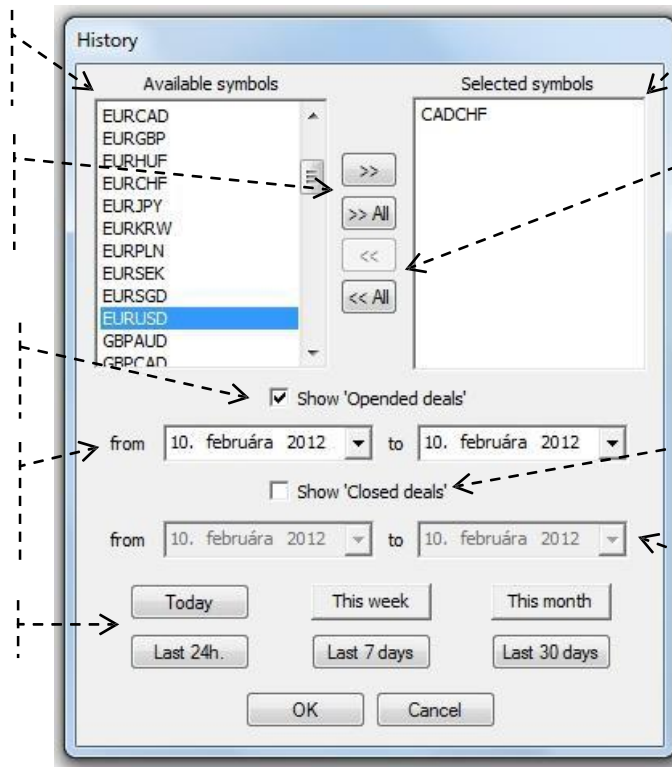 History
Available symbols
Selected symbols
EURCAD
EURGBP
EURHUF
EURCHF
EURJPY
EURKRW
EURPLN
EURSEK
EURSGD
EURUSD
GBPAUD
GBPCAD
>>
>> All
<<
<< All
CADCHF
Show 'Opended deals'
from 10. februára 2012 to 10. februára 2012
Show 'Closed deals'
from 10. februára 2012 to 10. februára 2012
Today This week This month
Last 24h. Last 7 days Last 30 days
OK Cancel